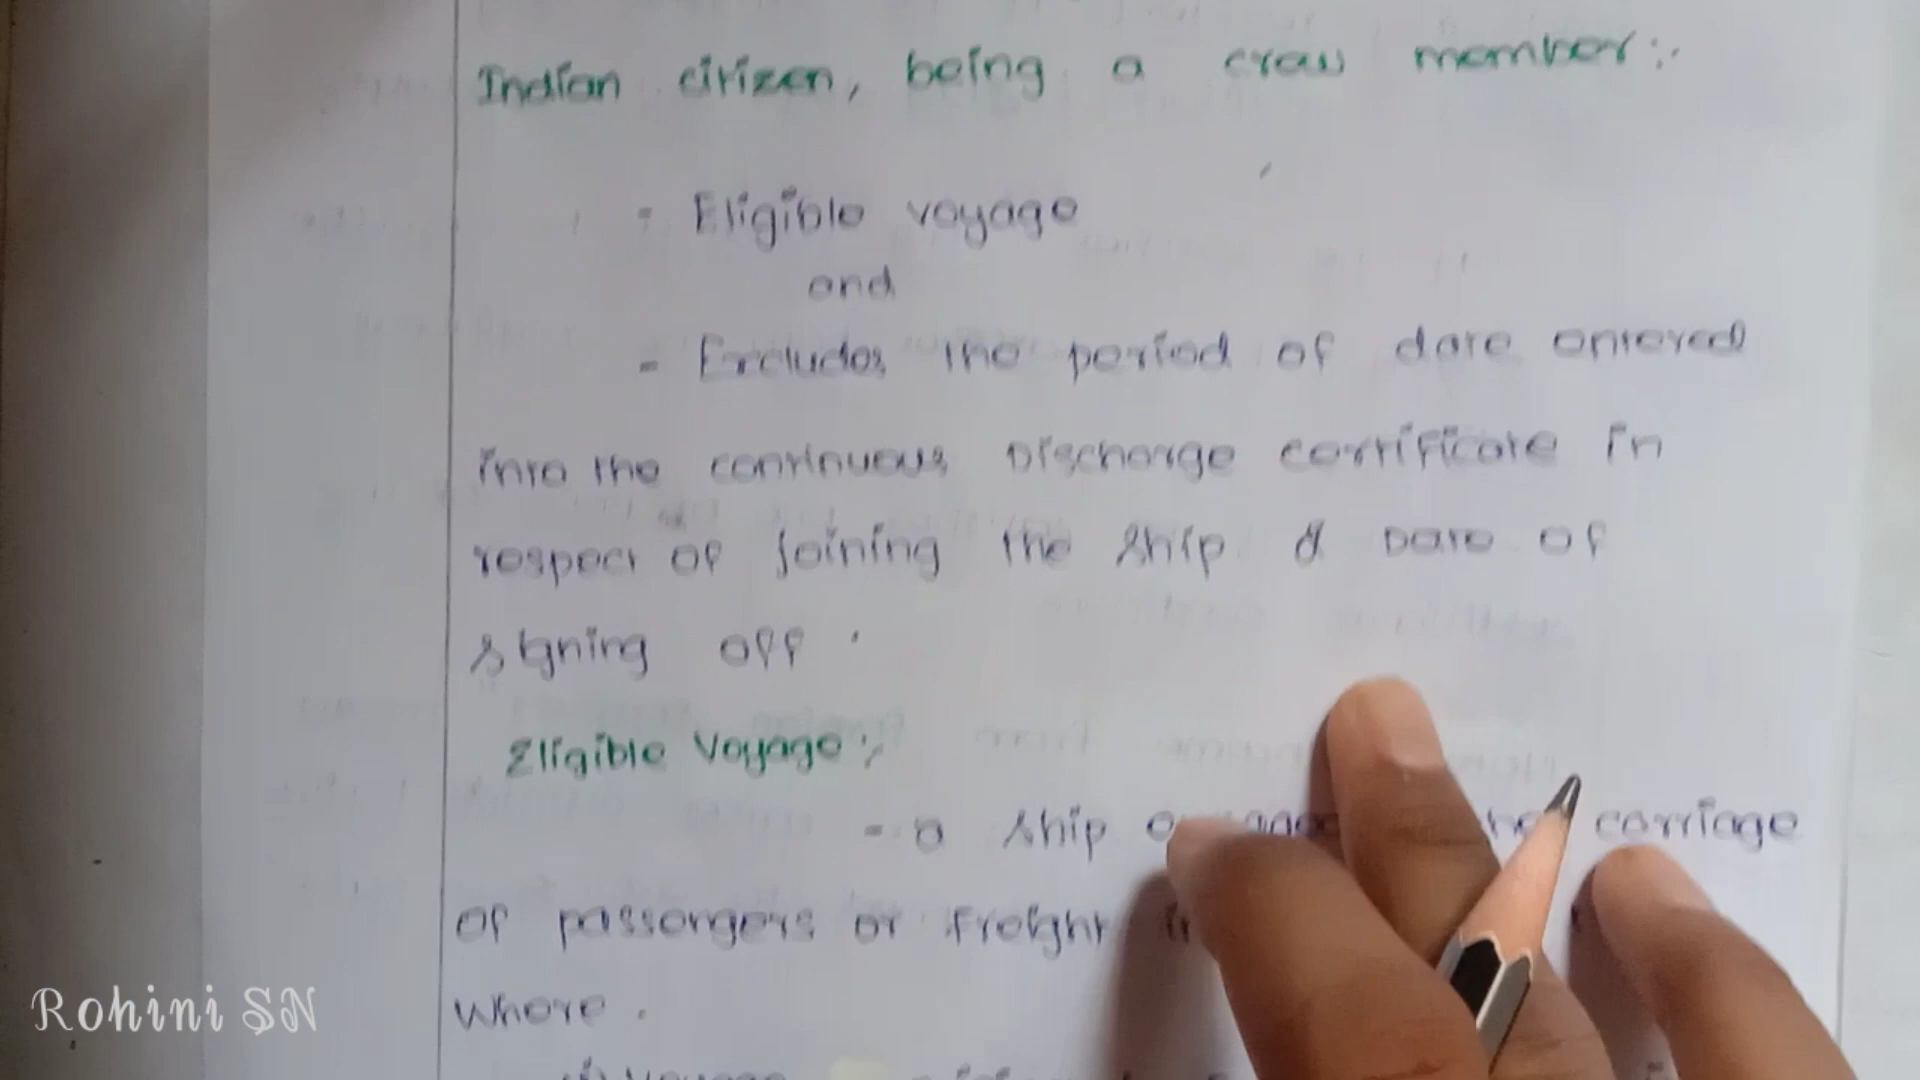 Indian citizen, being a crew member:-
- Eligible voyage
and
- Excludes the period of date entered
into the continuous Discharge certificate in
respect of joining the ship & Date of
signing off.
Eligible Voyage :-
- a ship carriage
of passengers or freight
where.
Rohini SN